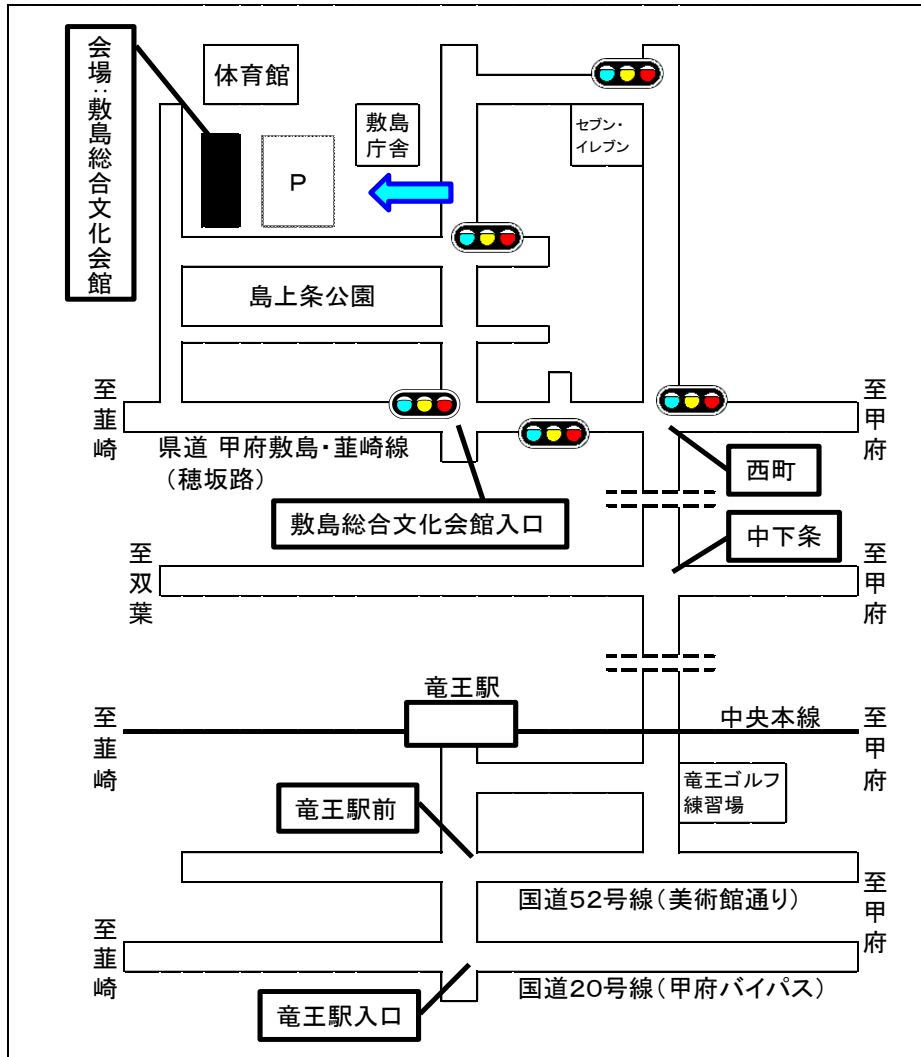 会場:敷島総合文化会館
体育館
敷島
庁舎
セブン・
イレブン
P
島上条公園
至韮崎
至甲府
県道 甲府敷島・韮崎線
(穂坂路)
西町
敷島総合文化会館入口
中下条
至双葉
至甲府
竜王駅
中央本線
至韮崎
至甲府
竜王ゴルフ
練習場
竜王駅前
国道52号線(美術館通り)
至甲府
至韮崎
国道20号線(甲府バイパス)
竜王駅入口